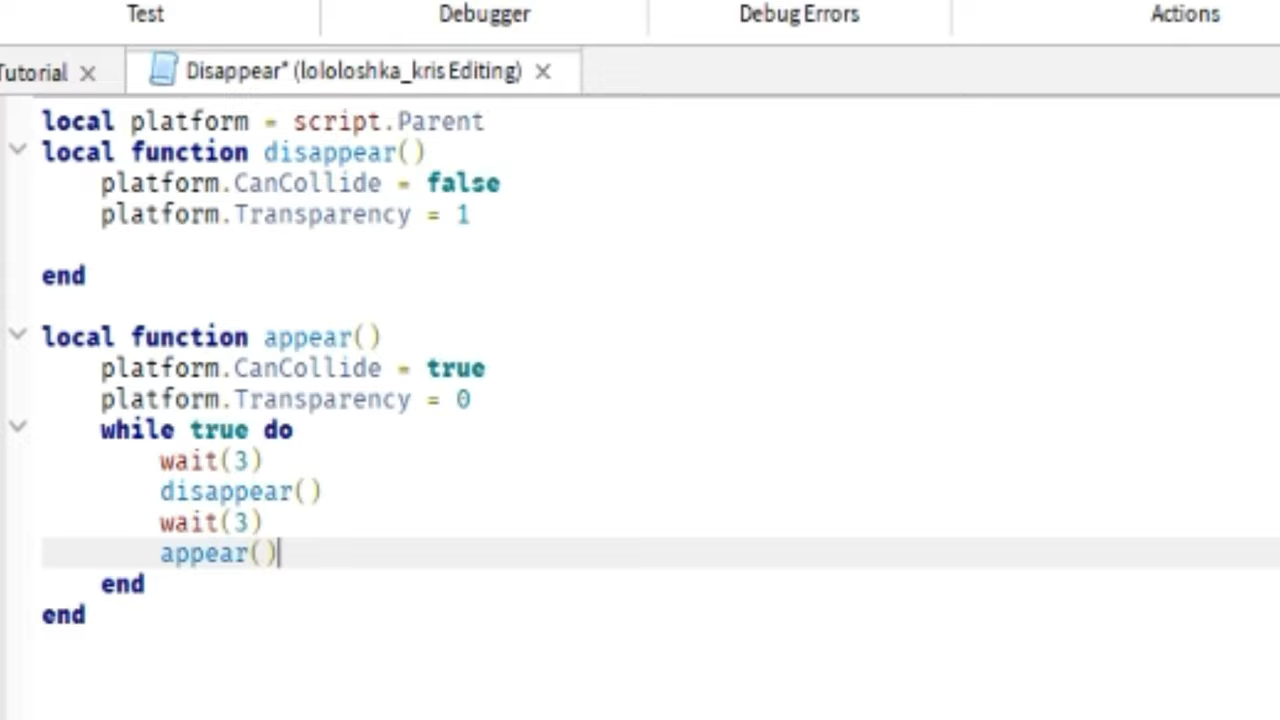 Test Debugger Debug Errors Actions
Tutorial × Disappear* (lololoshka_kris Editing) ×
local platform = script.Parent
local function disappear()
    platform.CanCollide = false
    platform.Transparency = 1
end
local function appear()
    platform.CanCollide = true
    platform.Transparency = 0
    while true do
        wait(3)
        disappear()
        wait(3)
        appear()
    end
end